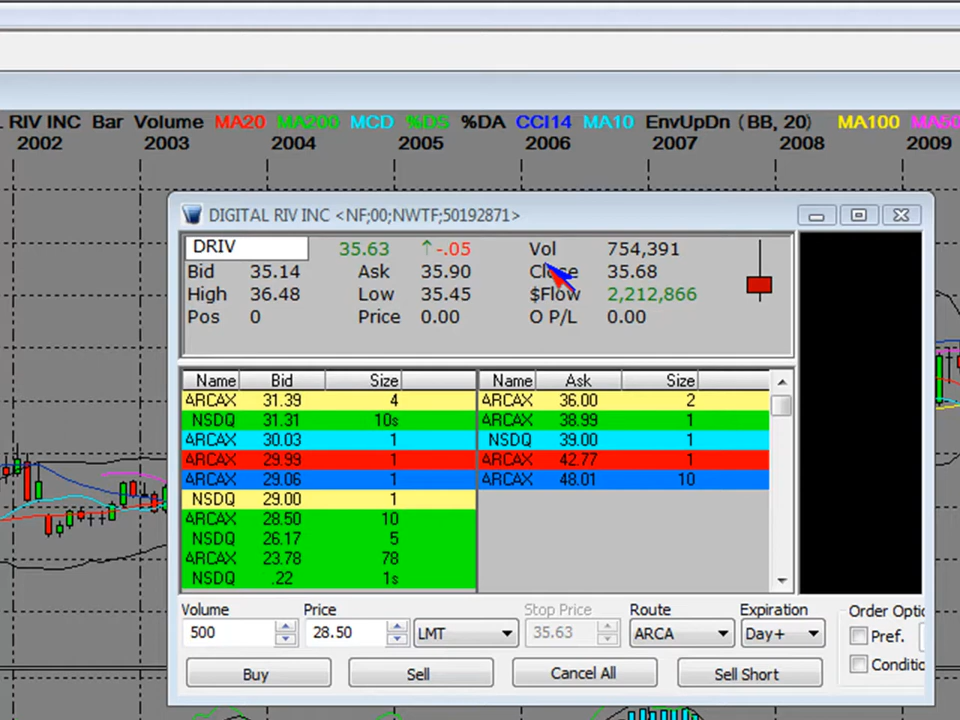 RIV INC Bar Volume MA20 MA200 MCD %DS %DA CCI14 MA10 EnvUpDn (BB, 20) MA100 MA50
2002 2003 2004 2005 2006 2007 2008 2009
DIGITAL RIV INC <NF;00;NWTF;50192871>
DRIV 35.63 ↑-.05 Vol 754,391
Bid 35.14 Ask 35.90 Close 35.68
High 36.48 Low 35.45 $Flow 2,212,866
Pos 0 Price 0.00 O P/L 0.00
Name Bid Size Name Ask Size
ARCAX 31.39 4 ARCAX 36.00 2
NSDQ 31.31 10s ARCAX 38.99 1
ARCAX 30.03 1 NSDQ 39.00 1
ARCAX 29.99 1 ARCAX 42.77 1
ARCAX 29.06 1 ARCAX 48.01 10
NSDQ 29.00 1
ARCAX 28.50 10
NSDQ 26.17 5
ARCAX 23.78 78
NSDQ .22 1s
Volume Price Stop Price Route Expiration Order Optic
500 28.50 LMT 35.63 ARCA Day+ Pref.
Buy Sell Cancel All Sell Short Conditic